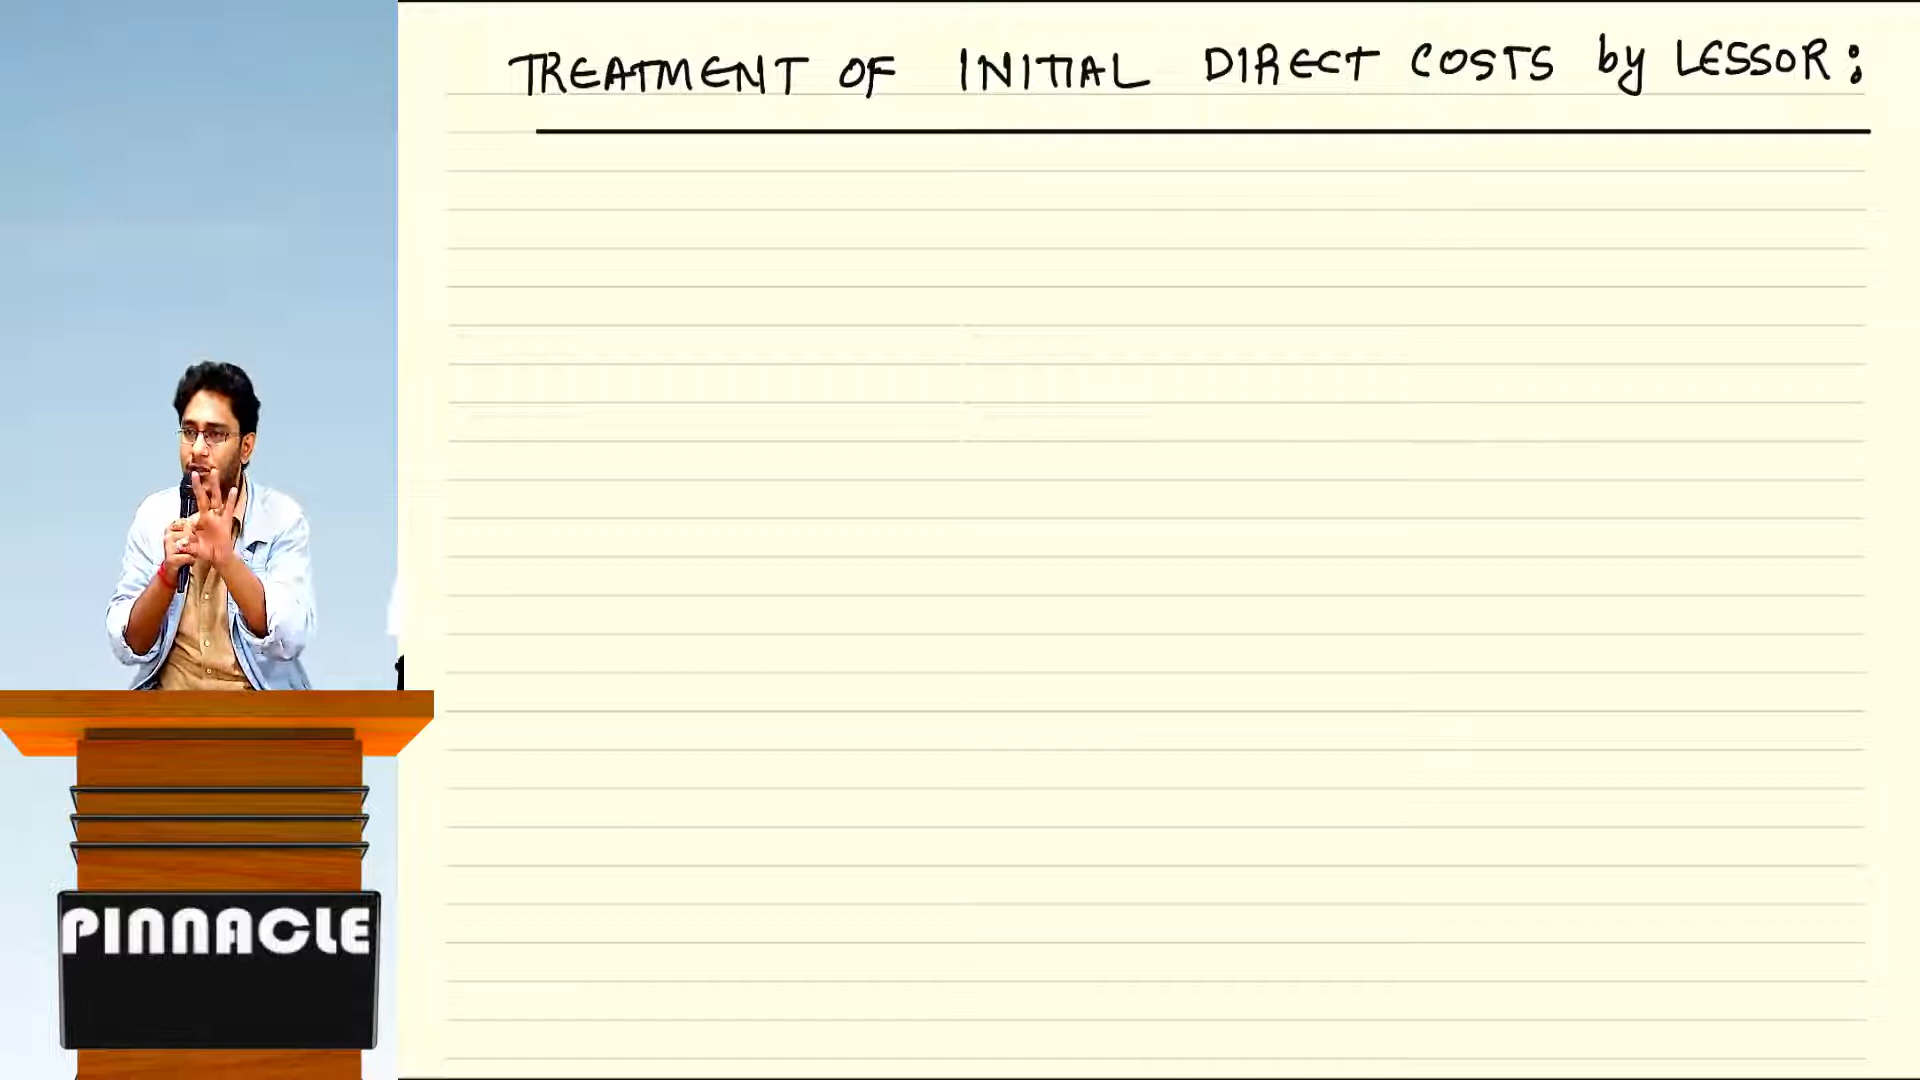 TREATMENT OF INITIAL DIRECT COSTS by LESSOR:
PINNACLE